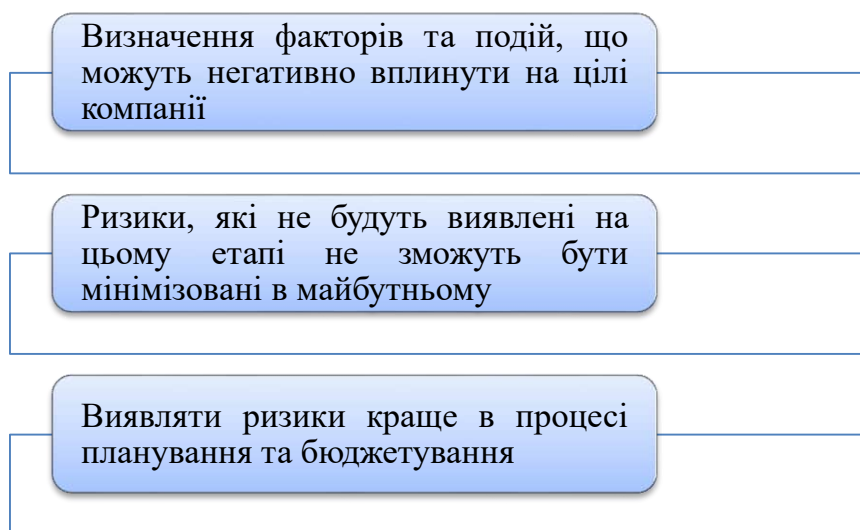 Визначення факторів та подій, що
можуть негативно вплинути на цілі
компанії
Ризики, які не будуть виявлені на
цьому етапі не зможуть бути
мінімізовані в майбутньому
Виявляти ризики краще в процесі
планування та бюджетування